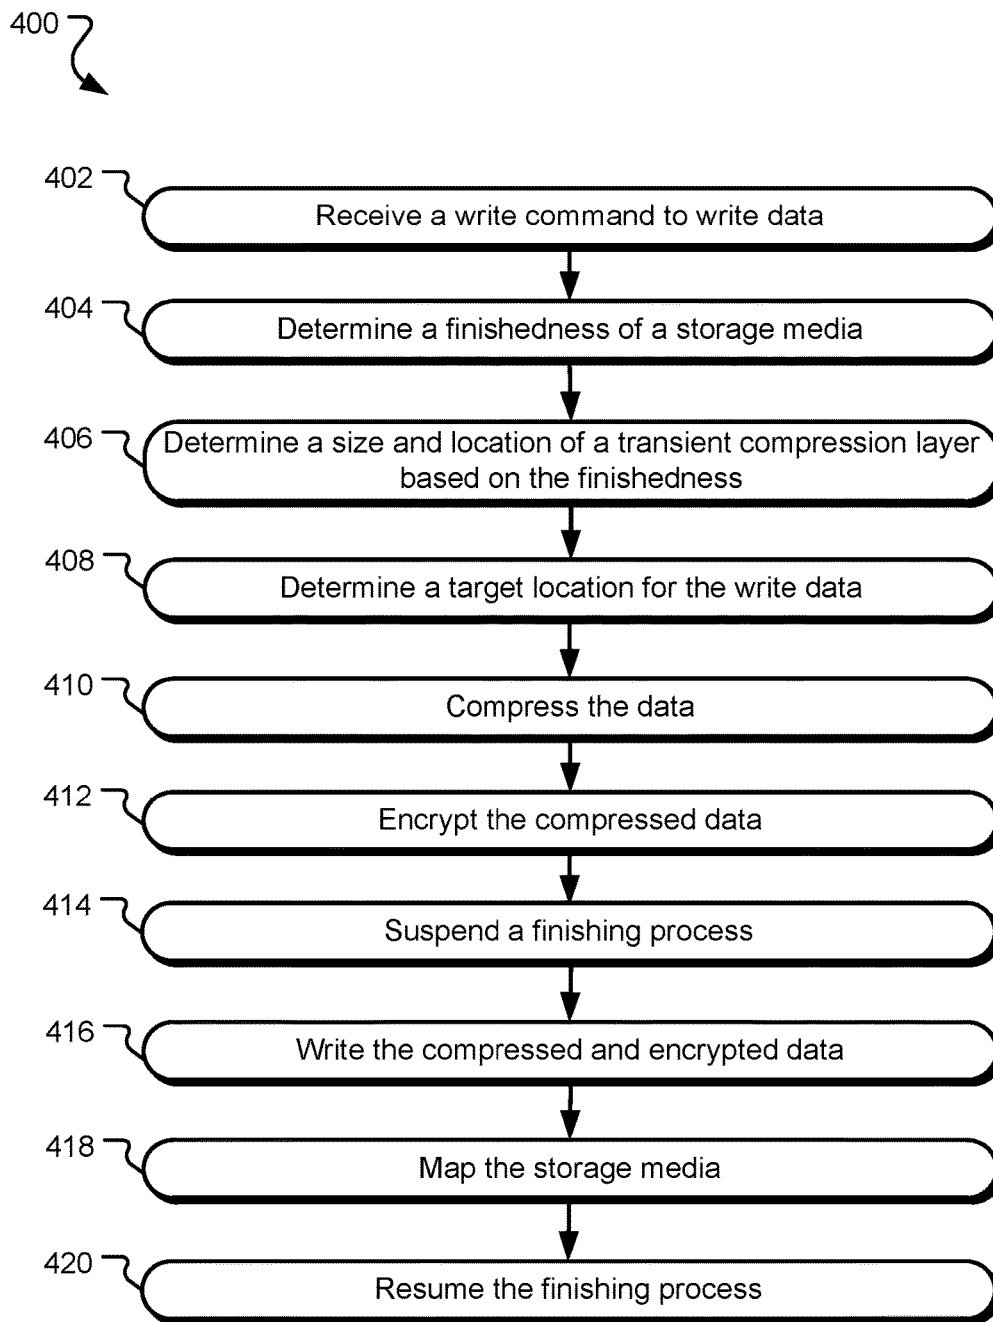 400
402
Receive a write command to write data
404
Determine a finishedness of a storage media
406
Determine a size and location of a transient compression layer
based on the finishedness
408
Determine a target location for the write data
410
Compress the data
412
Encrypt the compressed data
414
Suspend a finishing process
416
Write the compressed and encrypted data
418
Map the storage media
420
Resume the finishing process